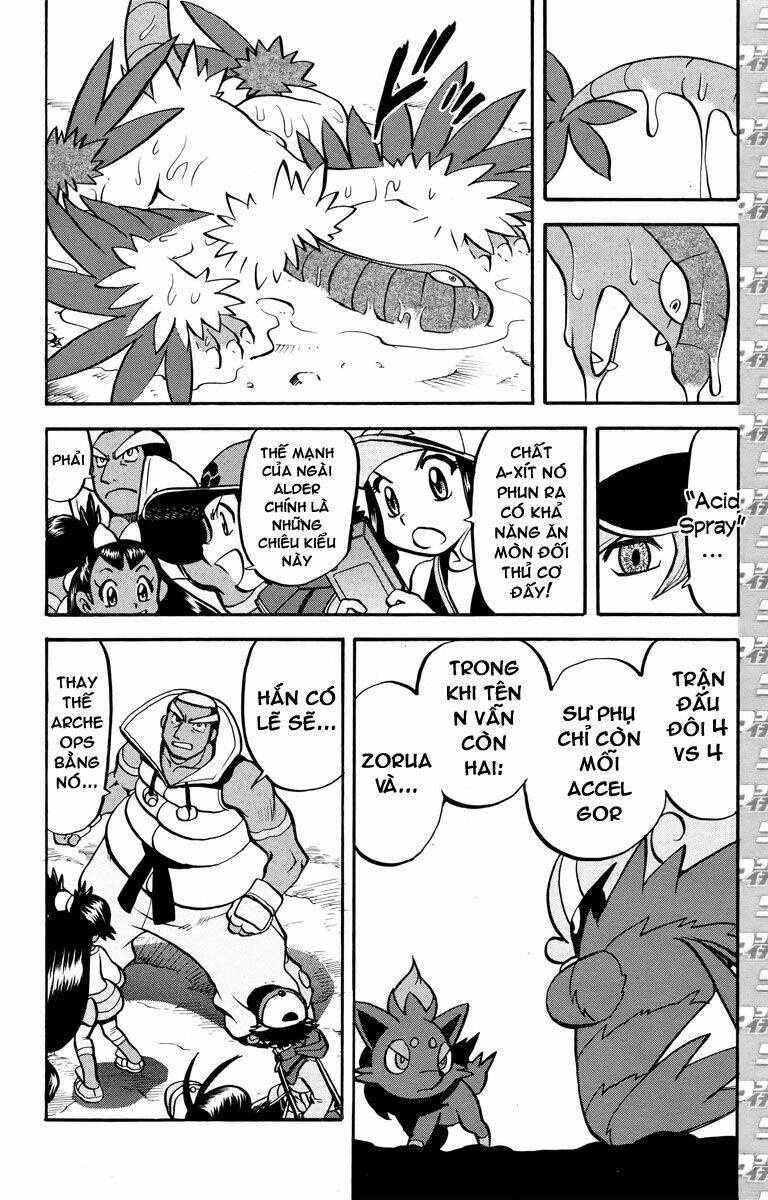 ド
"Acid
Spray"
...
CHẤT
A-XÍT NÓ
PHUN RA
CÓ KHẢ
NĂNG ĂN
MÒN ĐỐI
THỦ CƠ
ĐẤY!
THẾ MẠNH
CỦA NGÀI
ALDER
CHÍNH LÀ
NHỮNG
CHIÊU KIỂU
NÀY
PHẢI
TRẬN
ĐẤU
ĐÔI 4
VS 4
SƯ PHỤ
CHỈ CÒN
MỖI
ACCEL
GOR
TRONG
KHI TÊN
N VẪN
CÒN
HAI:
ZORUA
VÀ...
HẮN CÓ
LẼ SẼ...
THAY
THẾ
ARCHE
OPS
BẰNG
NÓ...